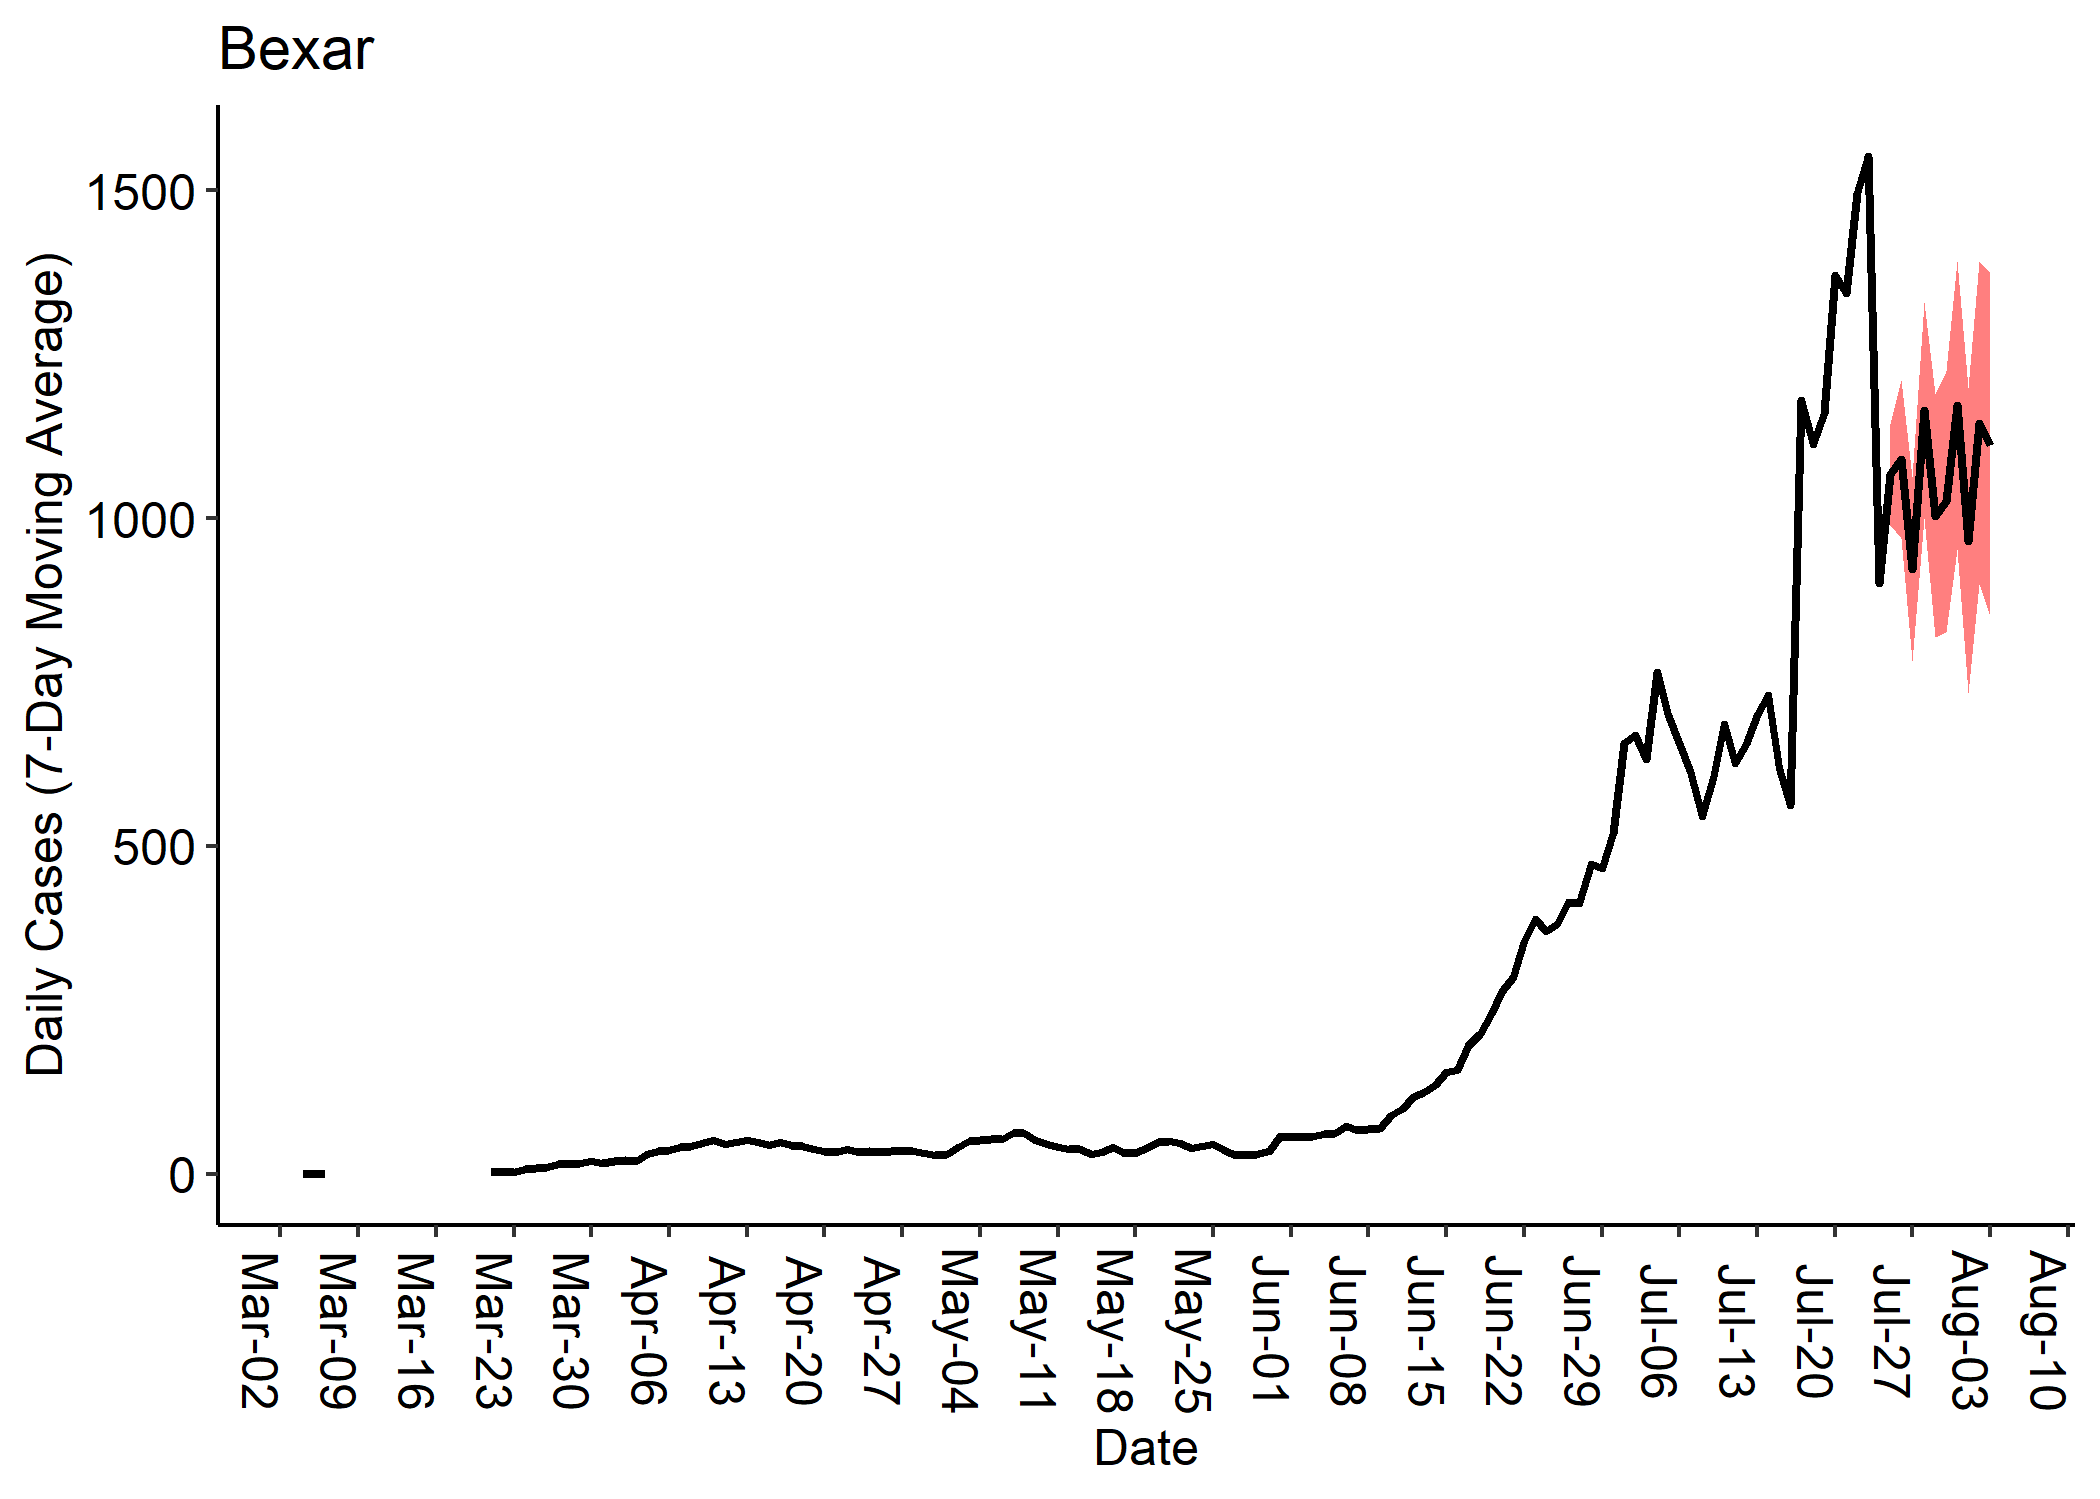 Bexar
Daily Cases (7-Day Moving Average)
1500
1000
500
0
Mar-02
Mar-09
Mar-16
Mar-23
Mar-30
Apr-06
Apr-13
Apr-20
Apr-27
May-04
May-11
May-18
May-25
Jun-01
Jun-08
Jun-15
Jun-22
Jun-29
Jul-06
Jul-13
Jul-20
Jul-27
Aug-03
Aug-10
Date